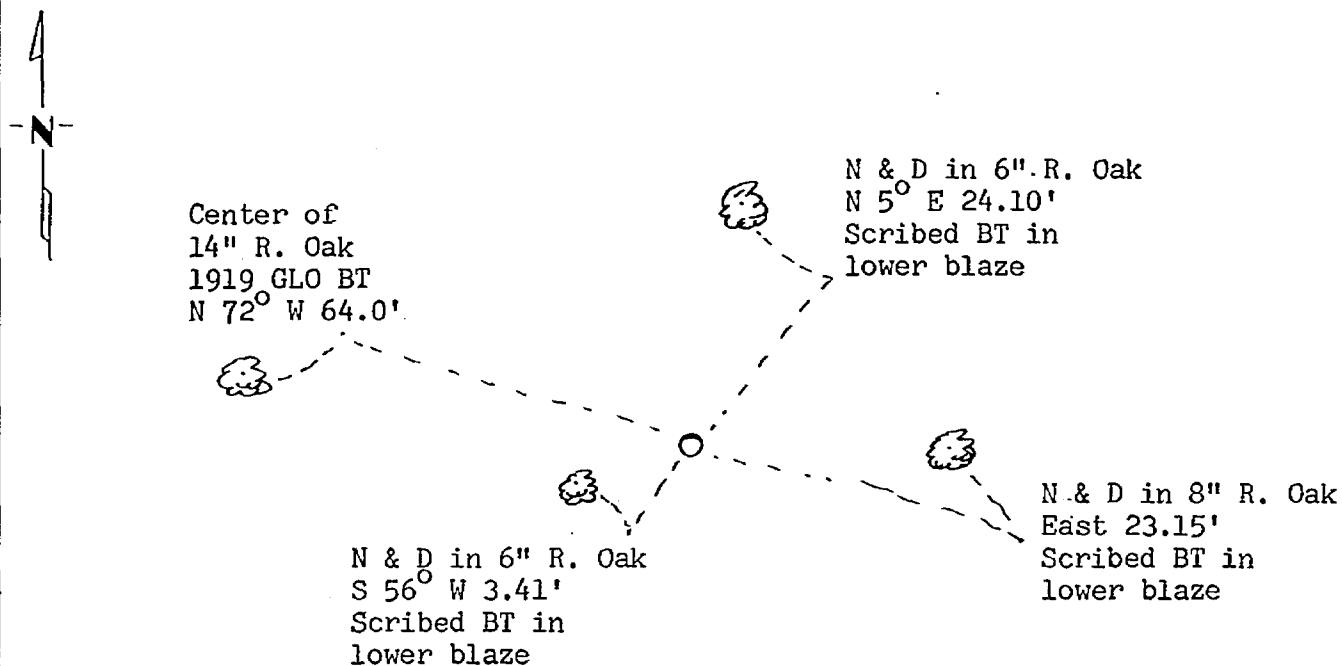 N
Center of
14" R. Oak
1919 GLO BT
N 72° W 64.0'
N & D in 6" R. Oak
N 5° E 24.10'
Scribed BT in
lower blaze
N & D in 8" R. Oak
East 23.15'
Scribed BT in
lower blaze
N & D in 6" R. Oak
S 56° W 3.41'
Scribed BT in
lower blaze